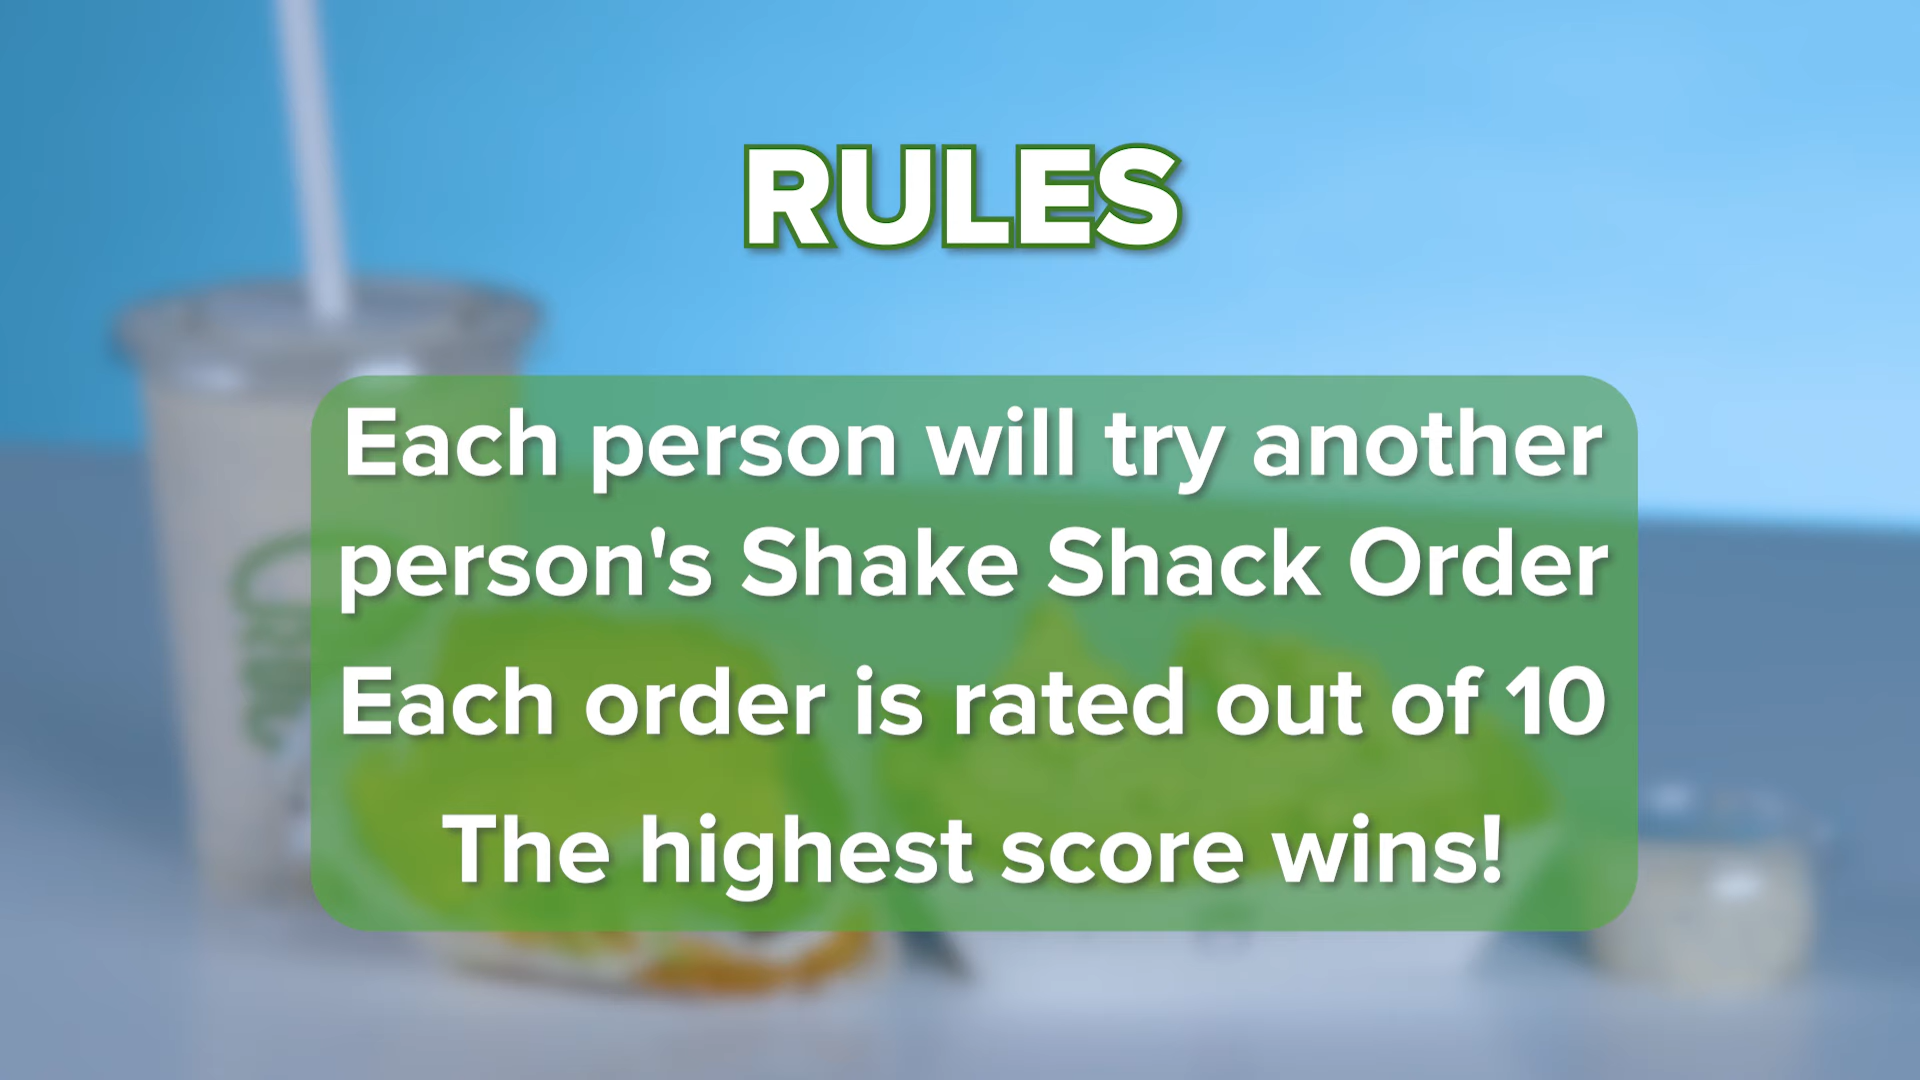 RULES
Each person will try another
person's Shake Shack Order
Each order is rated out of 10
The highest score wins!